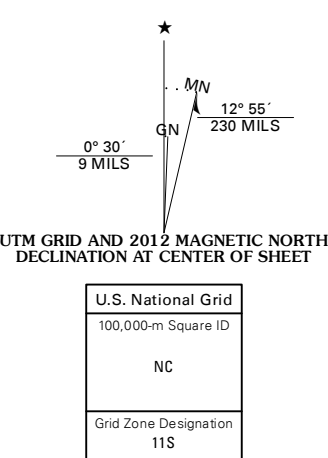 ★
MN
GN
12° 55´
230 MILS
0° 30´
9 MILS
UTM GRID AND 2012 MAGNETIC NORTH
DECLINATION AT CENTER OF SHEET
U.S. National Grid
100,000-m Square ID
NC
Grid Zone Designation
11S